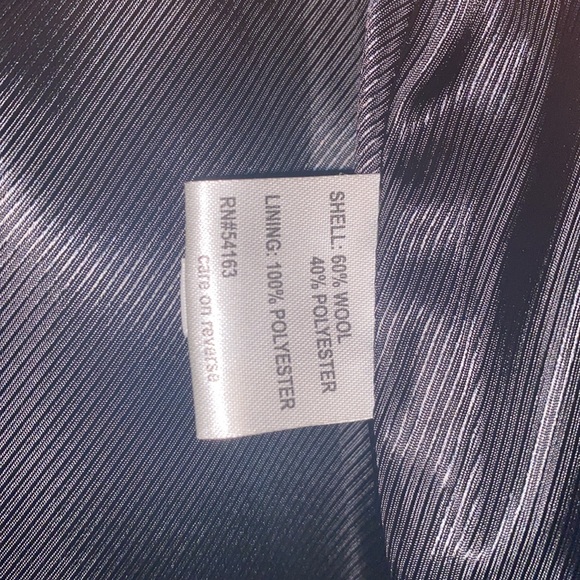 SHELL: 60% WOOL
40% POLYESTER
LINING: 100% POLYESTER
RN#54163
care on reverse